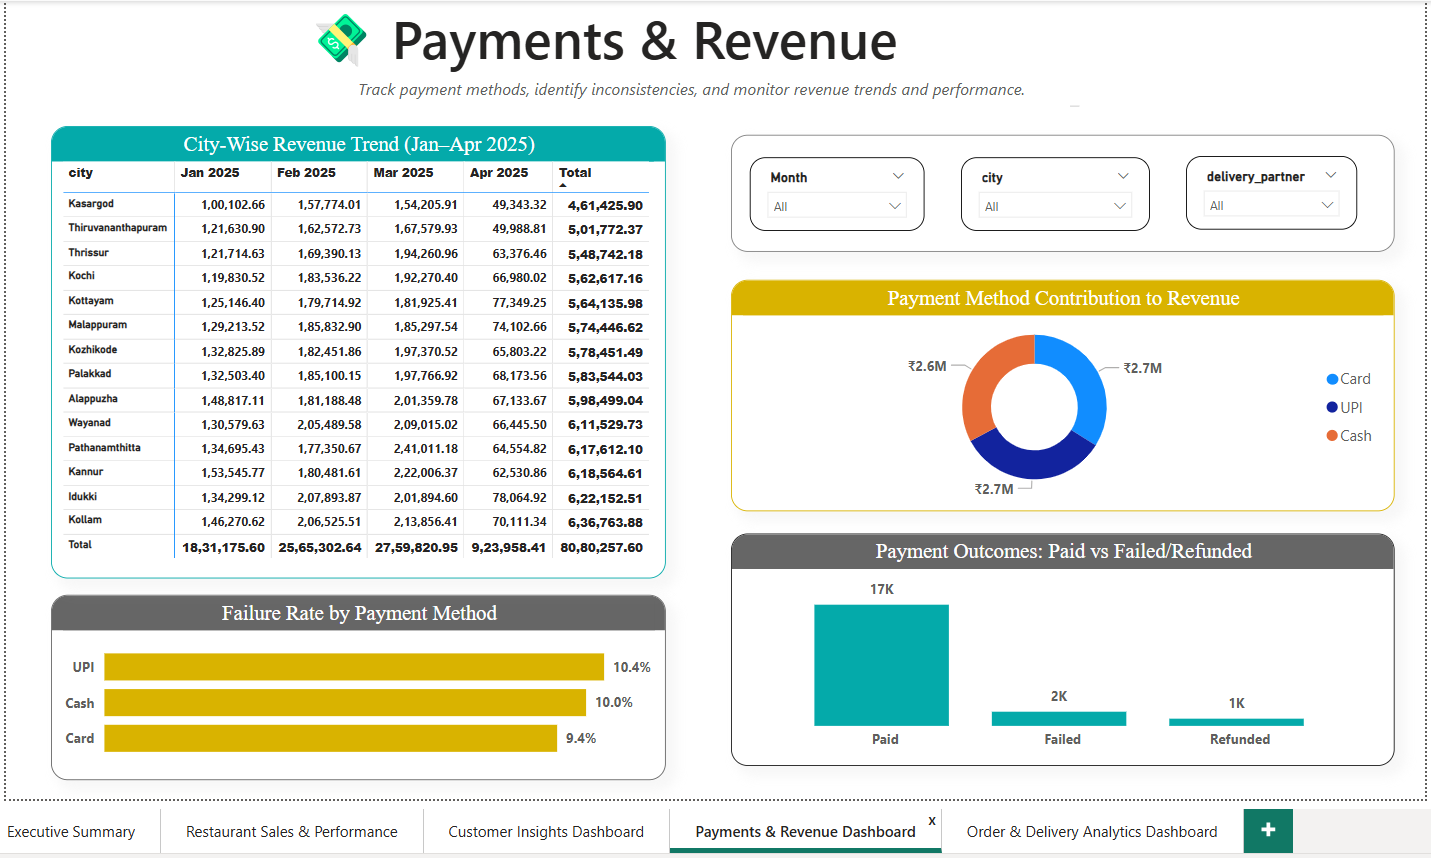 Payments & Revenue
Track payment methods, identify inconsistencies, and monitor revenue trends and performance.
City-Wise Revenue Trend (Jan–Apr 2025)
city Jan 2025 Feb 2025 Mar 2025 Apr 2025 Total
Kasargod 1,00,102.66 1,57,774.01 1,54,205.91 49,343.32 4,61,425.90
Thiruvananthapuram 1,21,630.90 1,62,572.73 1,67,579.93 49,988.81 5,01,772.37
Thrissur 1,21,714.63 1,69,390.13 1,94,260.96 63,376.46 5,48,742.18
Kochi 1,19,830.52 1,83,536.22 1,92,270.40 66,980.02 5,62,617.16
Kottayam 1,25,146.40 1,79,714.92 1,81,925.41 77,349.25 5,64,135.98
Malappuram 1,29,213.52 1,85,832.90 1,85,297.54 74,102.66 5,74,446.62
Kozhikode 1,32,825.89 1,82,451.86 1,97,370.52 65,803.22 5,78,451.49
Palakkad 1,32,503.40 1,85,100.15 1,97,766.92 68,173.56 5,83,544.03
Alappuzha 1,48,817.11 1,81,188.48 2,01,359.78 67,133.67 5,98,499.04
Wayanad 1,30,579.63 2,05,489.58 2,09,015.02 66,445.50 6,11,529.73
Pathanamthitta 1,34,695.43 1,77,350.67 2,41,011.18 64,554.82 6,17,612.10
Kannur 1,53,545.77 1,80,481.61 2,22,006.37 62,530.86 6,18,564.61
Idukki 1,34,299.12 2,07,893.87 2,01,894.60 78,064.92 6,22,152.51
Kollam 1,46,270.62 2,06,525.51 2,13,856.41 70,111.34 6,36,763.88
Total 18,31,175.60 25,65,302.64 27,59,820.95 9,23,958.41 80,80,257.60
Failure Rate by Payment Method
UPI 10.4%
Cash 10.0%
Card 9.4%
Month
All
city
All
delivery_partner
All
Payment Method Contribution to Revenue
₹2.6M
₹2.7M
₹2.7M
Card
UPI
Cash
Payment Outcomes: Paid vs Failed/Refunded
17K
2K
1K
Paid Failed Refunded
Executive Summary Restaurant Sales & Performance Customer Insights Dashboard Payments & Revenue Dashboard x Order & Delivery Analytics Dashboard +